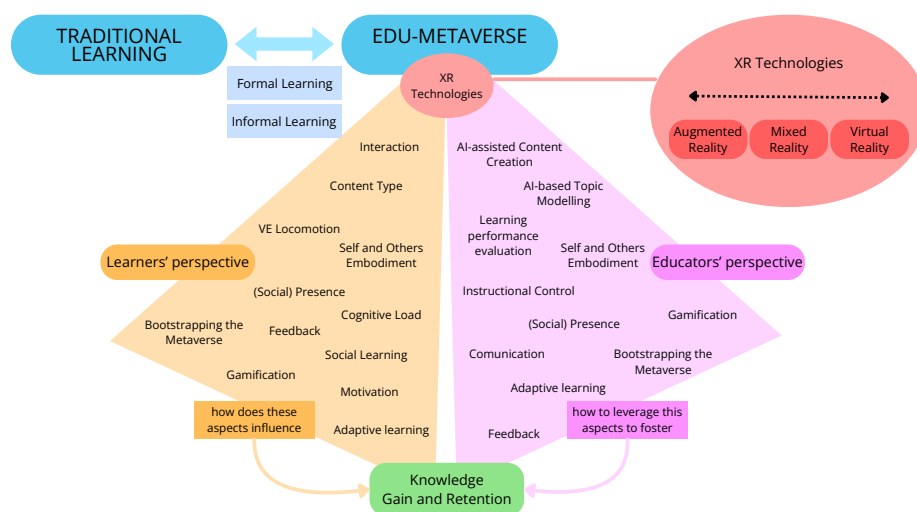 TRADITIONAL
LEARNING
EDU-METAVERSE
Formal Learning
Informal Learning
XR
Technologies
XR Technologies
Augmented
Reality
Mixed
Reality
Virtual
Reality
Learners' perspective
Interaction
Content Type
VE Locomotion
Self and Others
Embodiment
(Social) Presence
Cognitive Load
Bootstrapping the
Metaverse
Feedback
Social Learning
Gamification
Motivation
Adaptive learning
how does these
aspects influence
Educators' perspective
AI-assisted Content
Creation
AI-based Topic
Modelling
Learning
performance
evaluation
Self and Others
Embodiment
Instructional Control
Gamification
(Social) Presence
Comunication
Bootstrapping the
Metaverse
Adaptive learning
Feedback
how to leverage this
aspects to foster
Knowledge
Gain and Retention